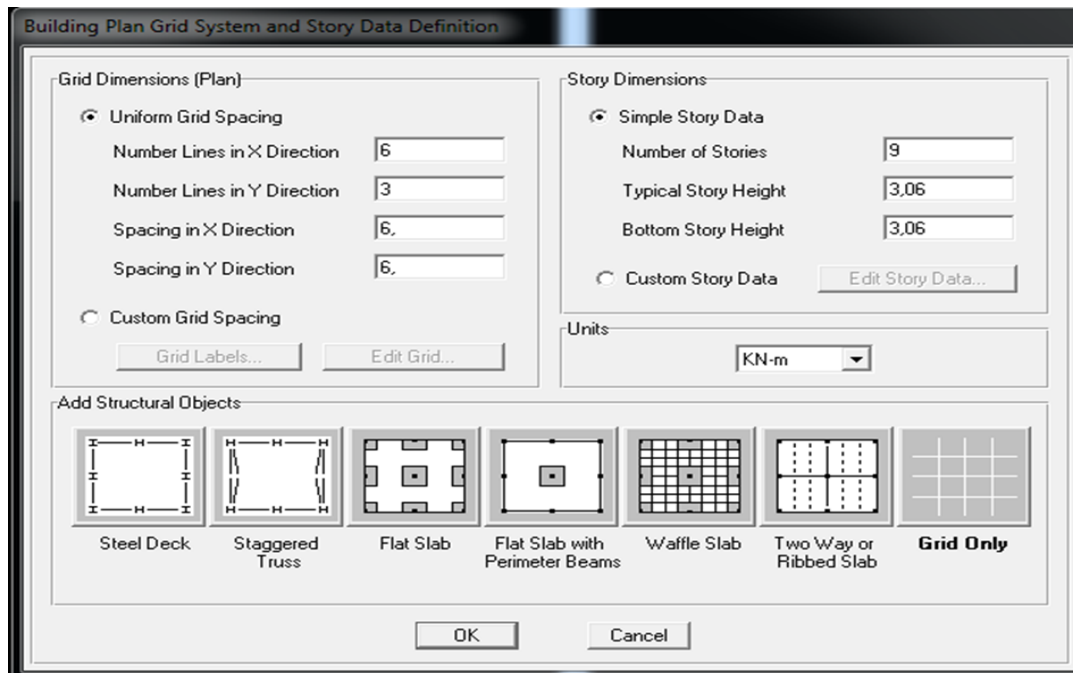 Building Plan Grid System and Story Data Definition
Grid Dimensions (Plan)
Uniform Grid Spacing
Number Lines in X Direction 6
Number Lines in Y Direction 3
Spacing in X Direction 6,
Spacing in Y Direction 6,
Custom Grid Spacing
Grid Labels... Edit Grid...
Story Dimensions
Simple Story Data
Number of Stories 9
Typical Story Height 3,06
Bottom Story Height 3,06
Custom Story Data Edit Story Data...
Units
KN-m
Add Structural Objects
Steel Deck
Staggered
Truss
Flat Slab
Flat Slab with
Perimeter Beams
Waffle Slab
Two Way or
Ribbed Slab
Grid Only
OK Cancel